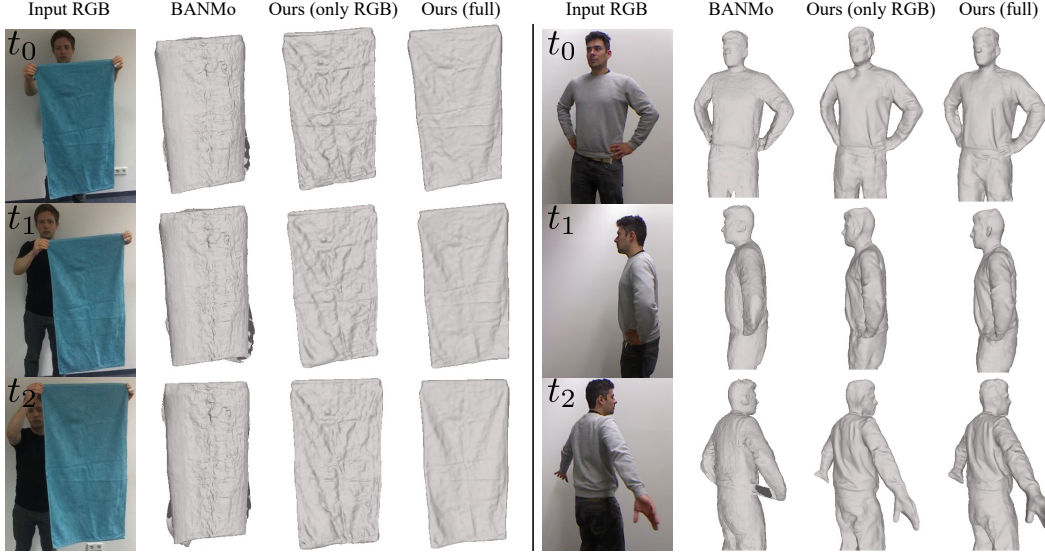 Input RGB BANMo Ours (only RGB) Ours (full) Input RGB BANMo Ours (only RGB) Ours (full)
t0 t0
t1 t1
t2 t2